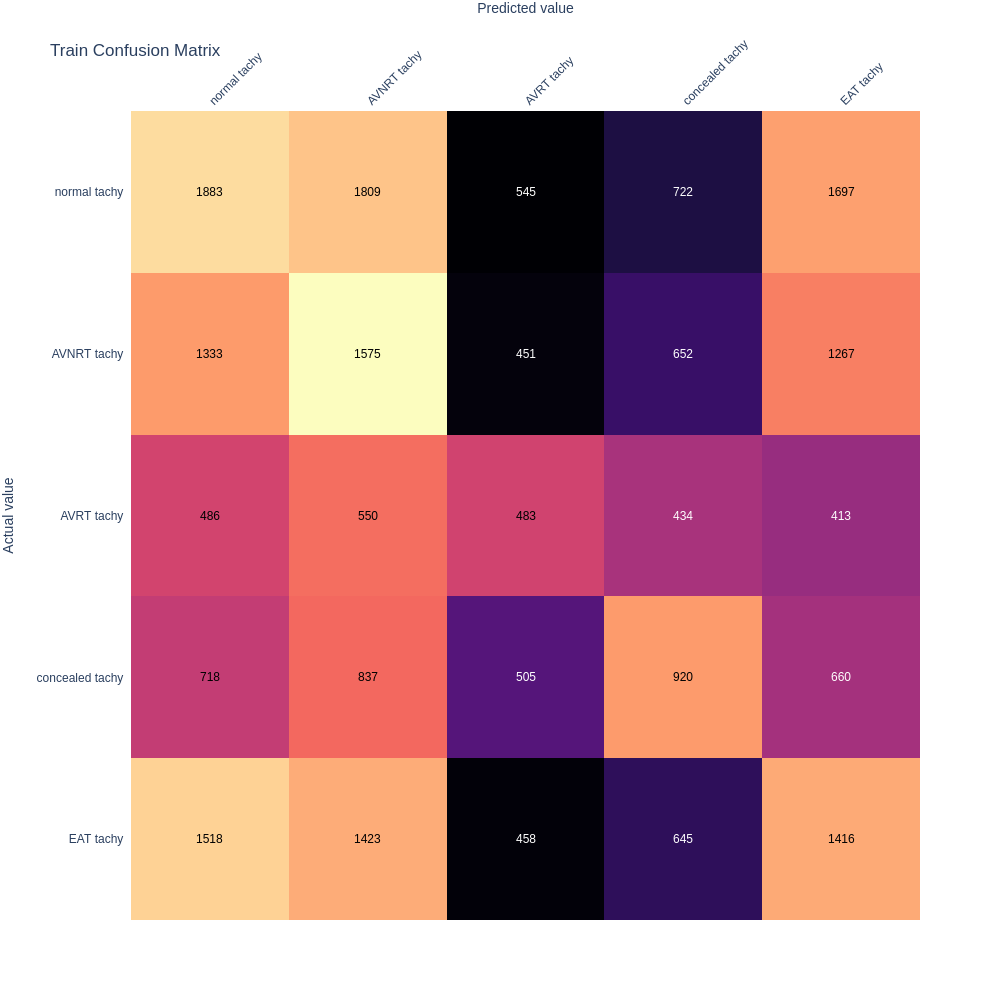 Predicted value
Train Confusion Matrix
normal tachy AVNRT tachy AVRT tachy concealed tachy EAT tachy
normal tachy 1883 1809 545 722 1697
AVNRT tachy 1333 1575 451 652 1267
Actual value
AVRT tachy 486 550 483 434 413
concealed tachy 718 837 505 920 660
EAT tachy 1518 1423 458 645 1416